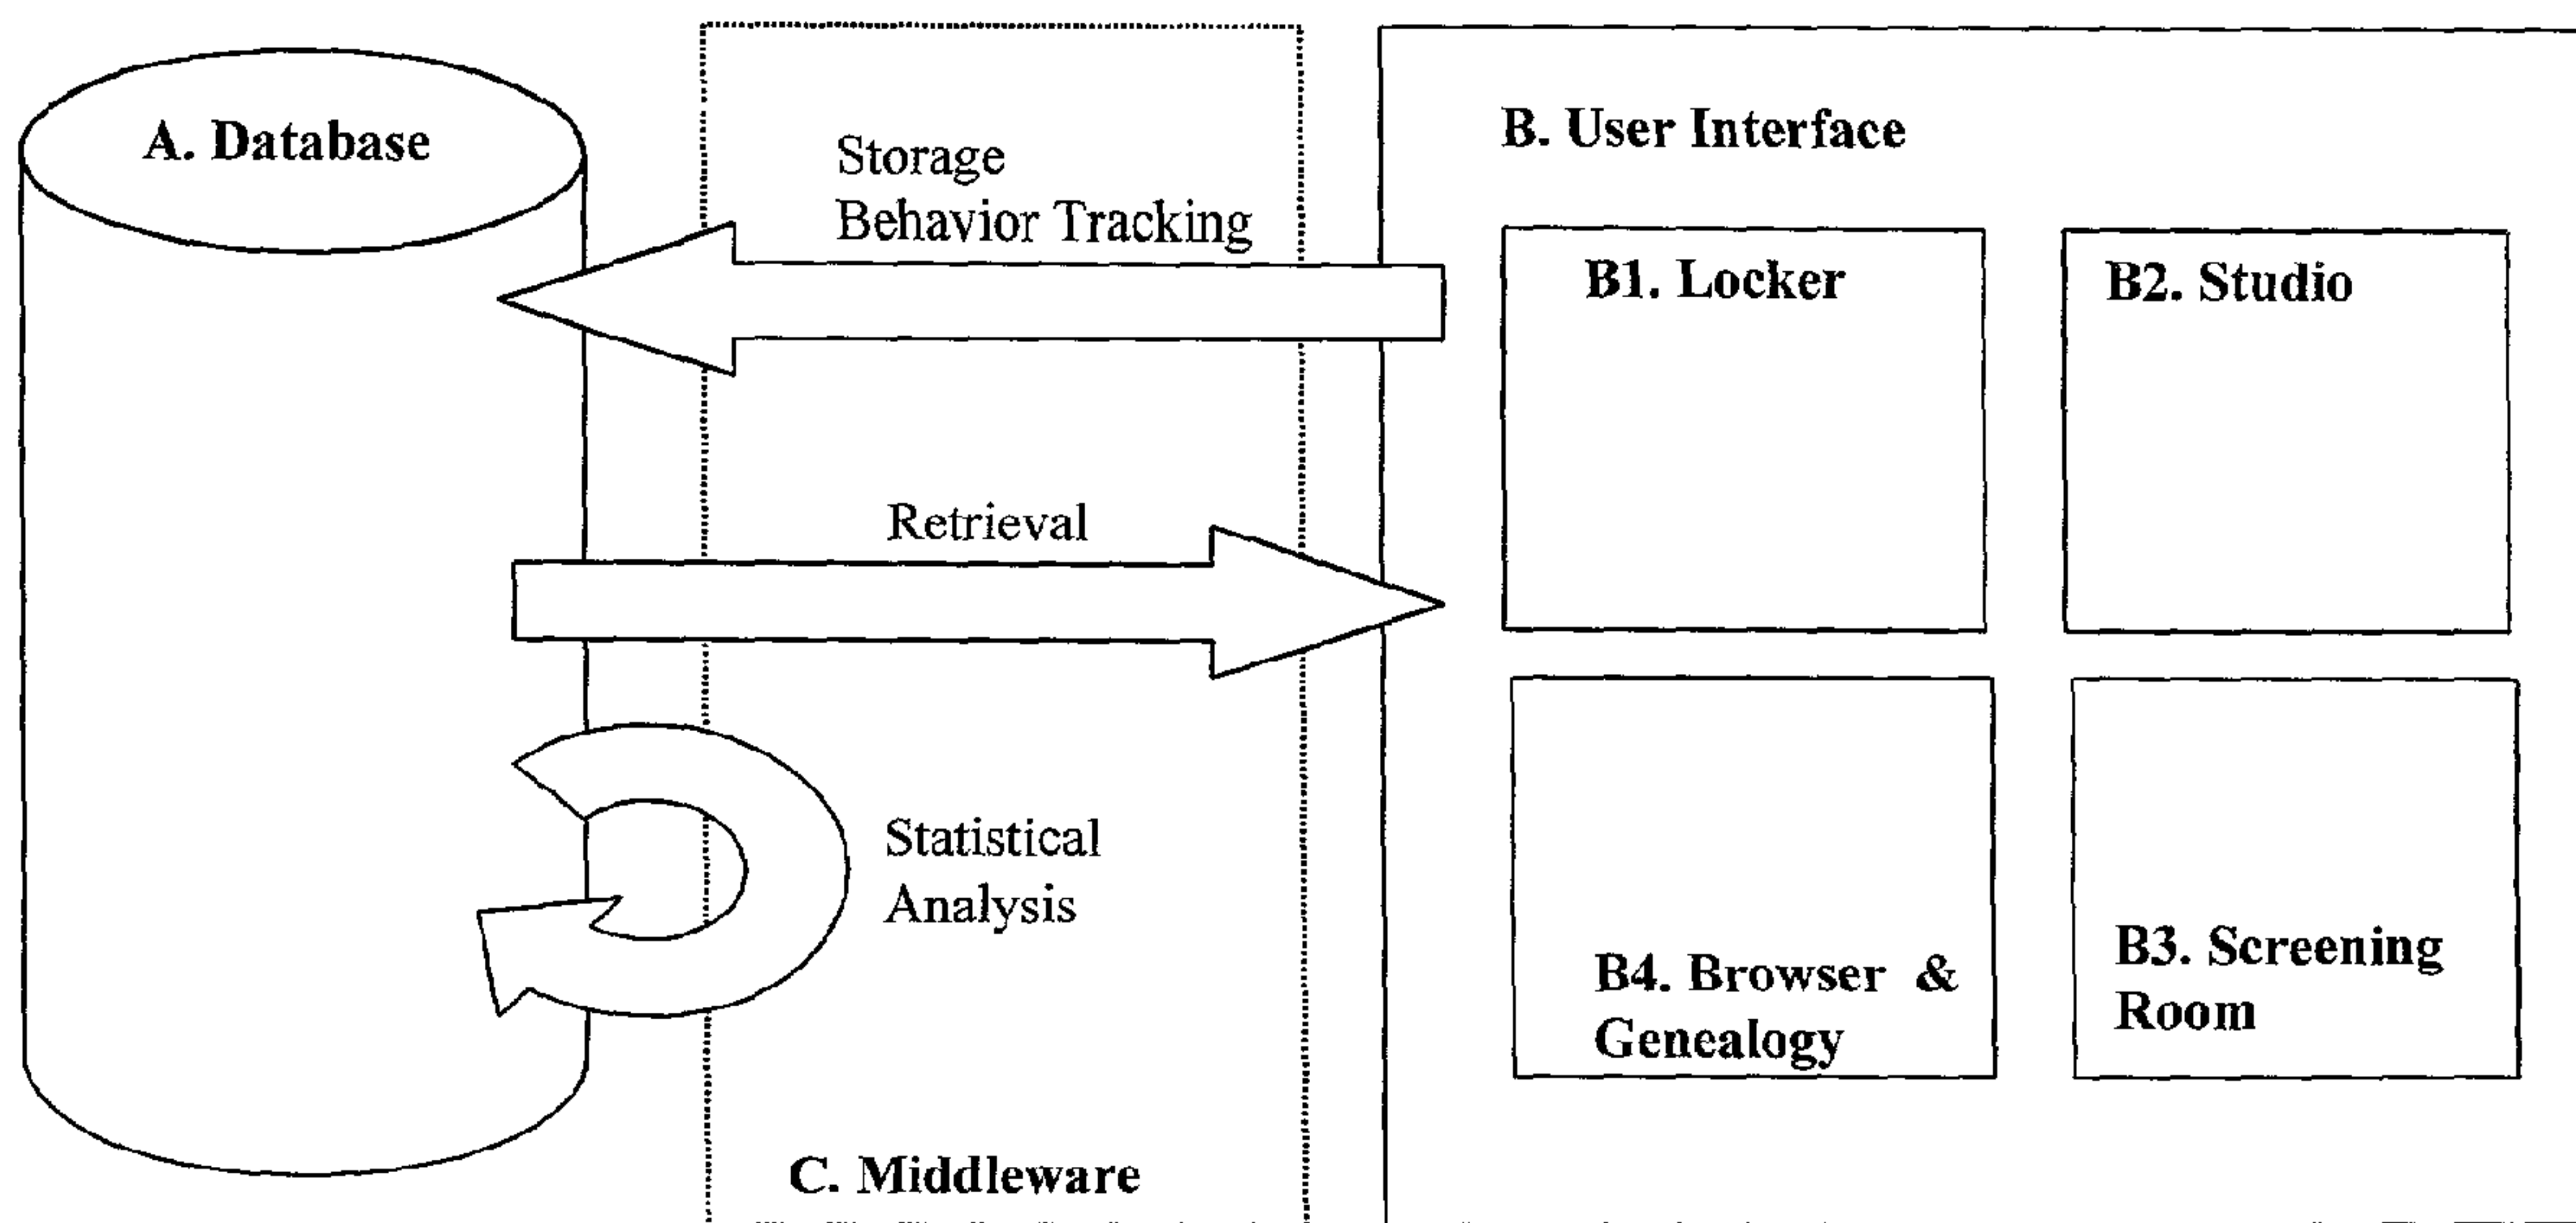 A. Database
Storage
Behavior Tracking
Retrieval
Statistical
Analysis
C. Middleware
B. User Interface
B1. Locker
B2. Studio
B4. Browser &
Genealogy
B3. Screening
Room